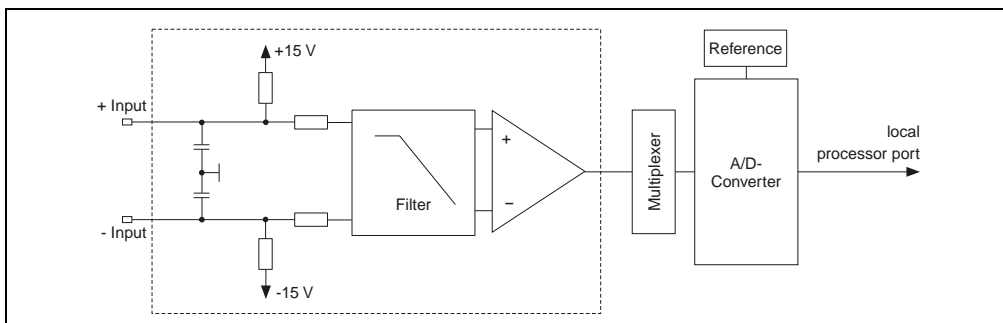 +15 V
Reference
+ Input
+
Filter
−
Multiplexer
A/D-
Converter
local
processor port
- Input
-15 V